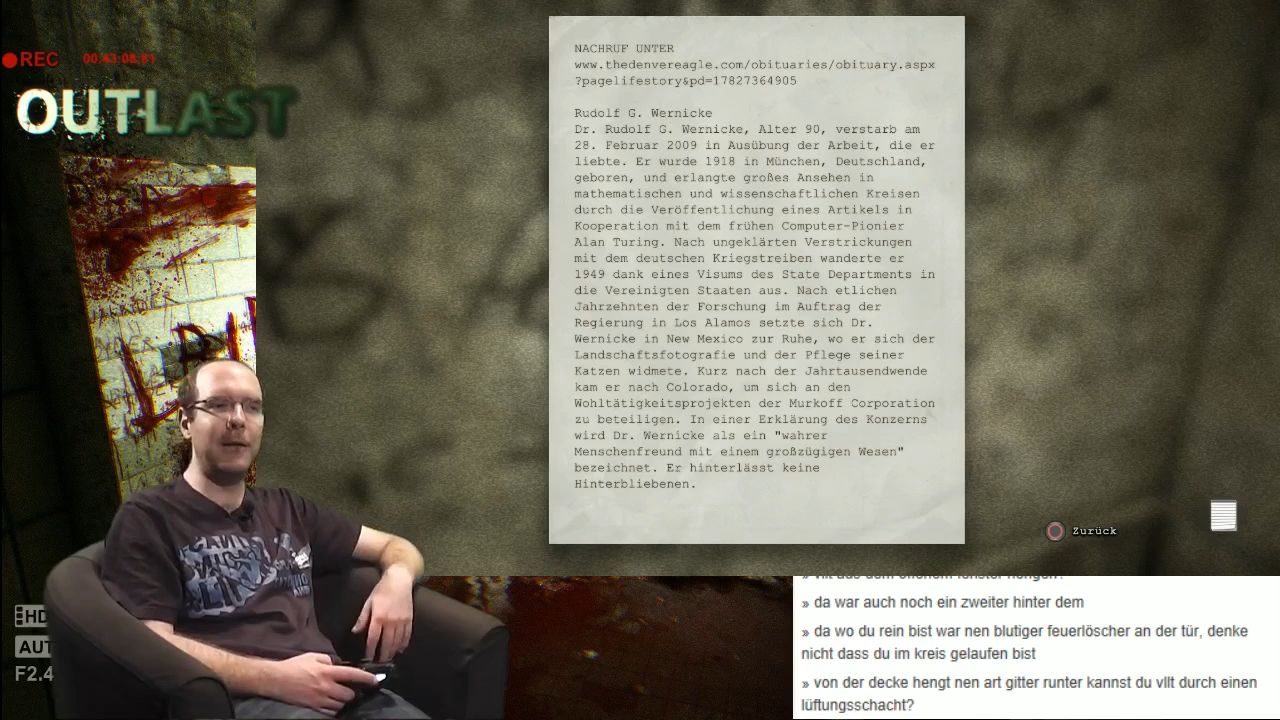 REC 00:43:08:81
OUTLAST
NACHRUF UNTER
www.thedenvereagle.com/obituaries/obituary.aspx
?pagelifestory&pd=17827364905
Rudolf G. Wernicke
Dr. Rudolf G. Wernicke, Alter 90, verstarb am
28. Februar 2009 in Ausübung der Arbeit, die er
liebte. Er wurde 1918 in München, Deutschland,
geboren, und erlangte großes Ansehen in
mathematischen und wissenschaftlichen Kreisen
durch die Veröffentlichung eines Artikels in
Kooperation mit dem frühen Computer-Pionier
Alan Turing. Nach ungeklärten Verstrickungen
mit dem deutschen Kriegstreiben wanderte er
1949 dank eines Visums des State Departments in
die Vereinigten Staaten aus. Nach etlichen
Jahrzehnten der Forschung im Auftrag der
Regierung in Los Alamos setzte sich Dr.
Wernicke in New Mexico zur Ruhe, wo er sich der
Landschaftsfotografie und der Pflege seiner
Katzen widmete. Kurz nach der Jahrtausendwende
kam er nach Colorado, um sich an den
Wohltätigkeitsprojekten der Murkoff Corporation
zu beteiligen. In einer Erklärung des Konzerns
wird Dr. Wernicke als ein "wahrer
Menschenfreund mit einem großzügigen Wesen"
bezeichnet. Er hinterlässt keine
Hinterbliebenen.
Zurück
HD
AUT
F2.4
» vllt aus dem offenem fenster hengen?
» da war auch noch ein zweiter hinter dem
» da wo du rein bist war nen blutiger feuerlöscher an der tür, denke
nicht dass du im kreis gelaufen bist
» von der decke hengt nen art gitter runter kannst du vllt durch einen
lüftungsschacht?